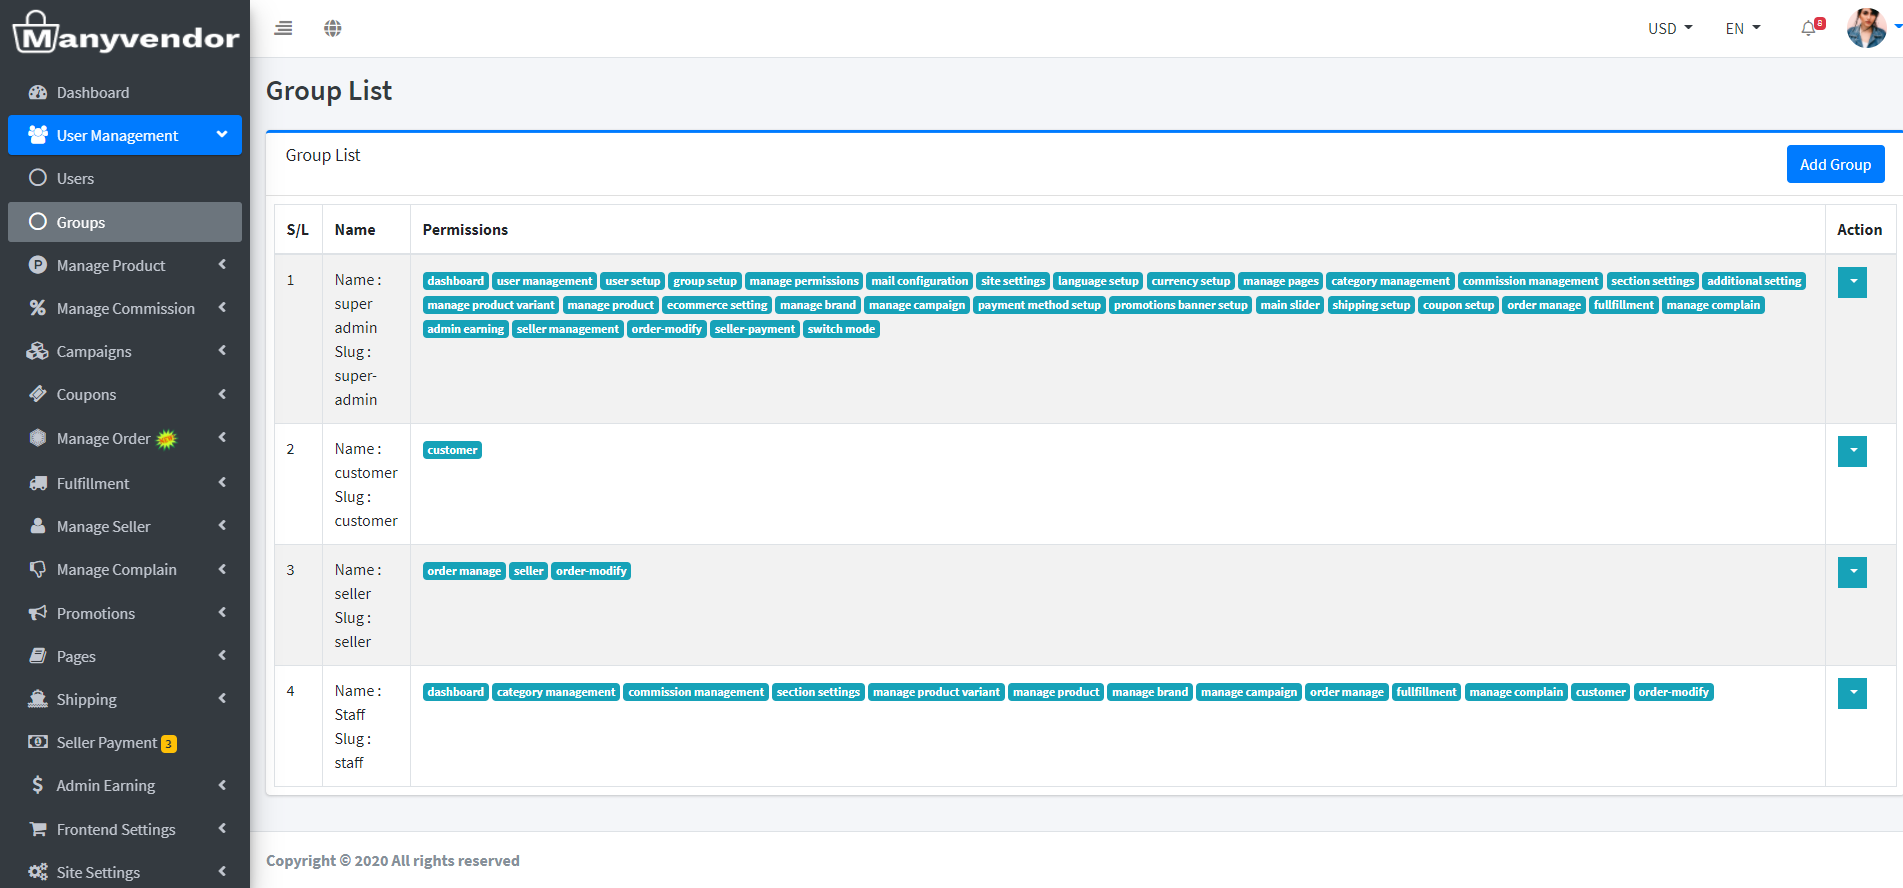 Manyvendor
USD
EN
8
Dashboard
User Management
Users
Groups
Manage Product
Manage Commission
Campaigns
Coupons
Manage Order
Fulfillment
Manage Seller
Manage Complain
Promotions
Pages
Shipping
Seller Payment 3
Admin Earning
Frontend Settings
Site Settings
Group List
Group List
Add Group
S/L Name Permissions Action
1
Name :
super
admin
Slug :
super-
admin
dashboard user management user setup group setup manage permissions mail configuration site settings language setup currency setup manage pages category management commission management section settings additional setting
manage product variant manage product ecommerce setting manage brand manage campaign payment method setup promotions banner setup main slider shipping setup coupon setup order manage fullfillment manage complain
admin earning seller management order-modify seller-payment switch mode
2
Name :
customer
Slug :
customer
customer
3
Name :
seller
Slug :
seller
order manage seller order-modify
4
Name :
Staff
Slug :
staff
dashboard category management commission management section settings manage product variant manage product manage brand manage campaign order manage fullfillment manage complain customer order-modify
Copyright © 2020 All rights reserved